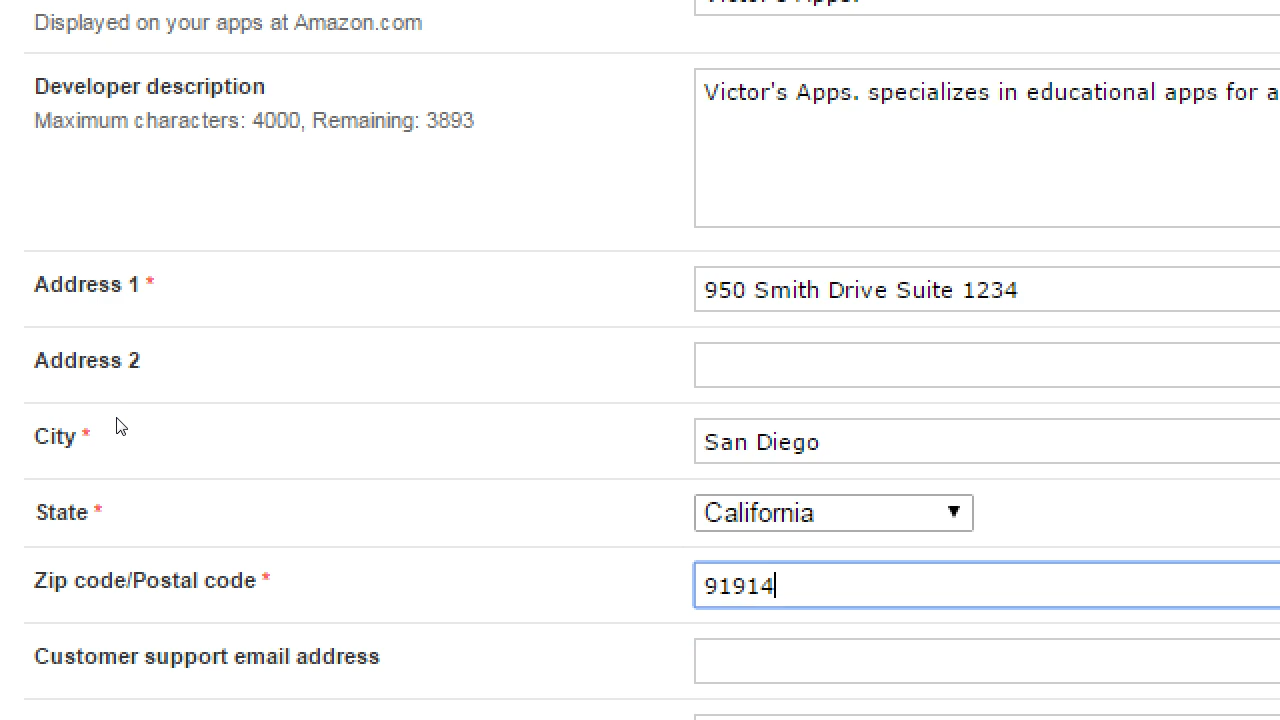 Displayed on your apps at Amazon.com
Developer description
Victor's Apps. specializes in educational apps for a
Maximum characters: 4000, Remaining: 3893
Address 1 * 950 Smith Drive Suite 1234
Address 2
City * San Diego
State * California
Zip code/Postal code * 91914
Customer support email address